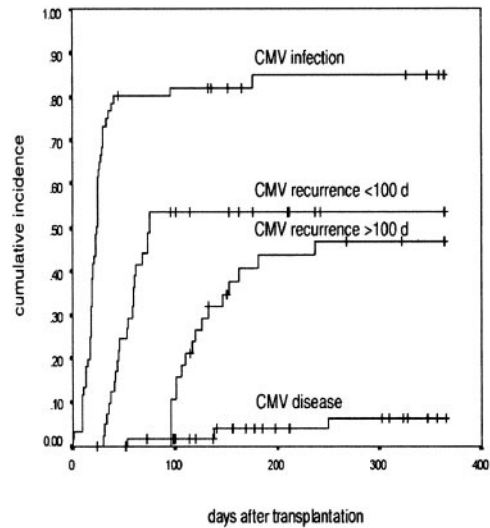 1.00
.90
.80
.70
.60
.50
.40
.30
.20
.10
0.00
cumulative incidence
CMV infection
CMV recurrence <100 d
CMV recurrence >100 d
CMV disease
0
100
200
300
400
days after transplantation